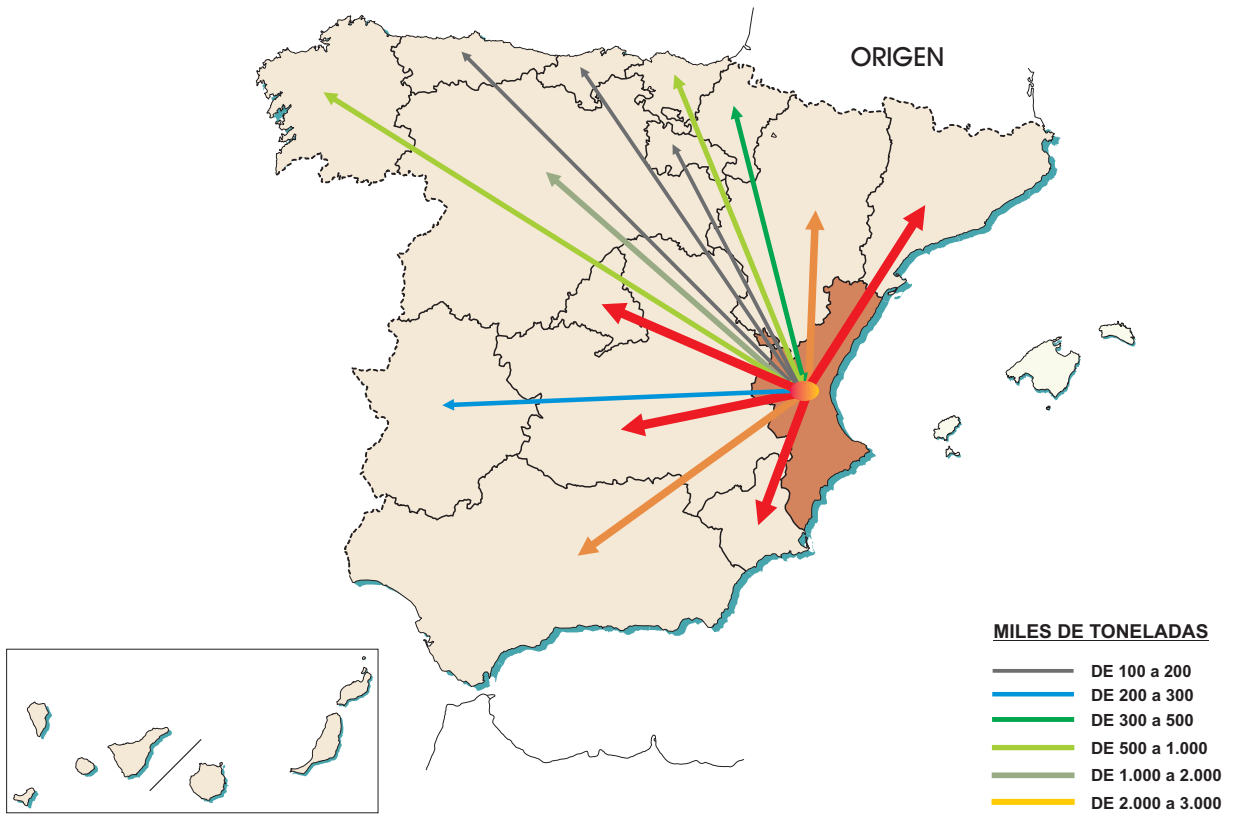 ORIGEN
MILES DE TONELADAS
DE 100 a 200
DE 200 a 300
DE 300 a 500
DE 500 a 1.000
DE 1.000 a 2.000
DE 2.000 a 3.000